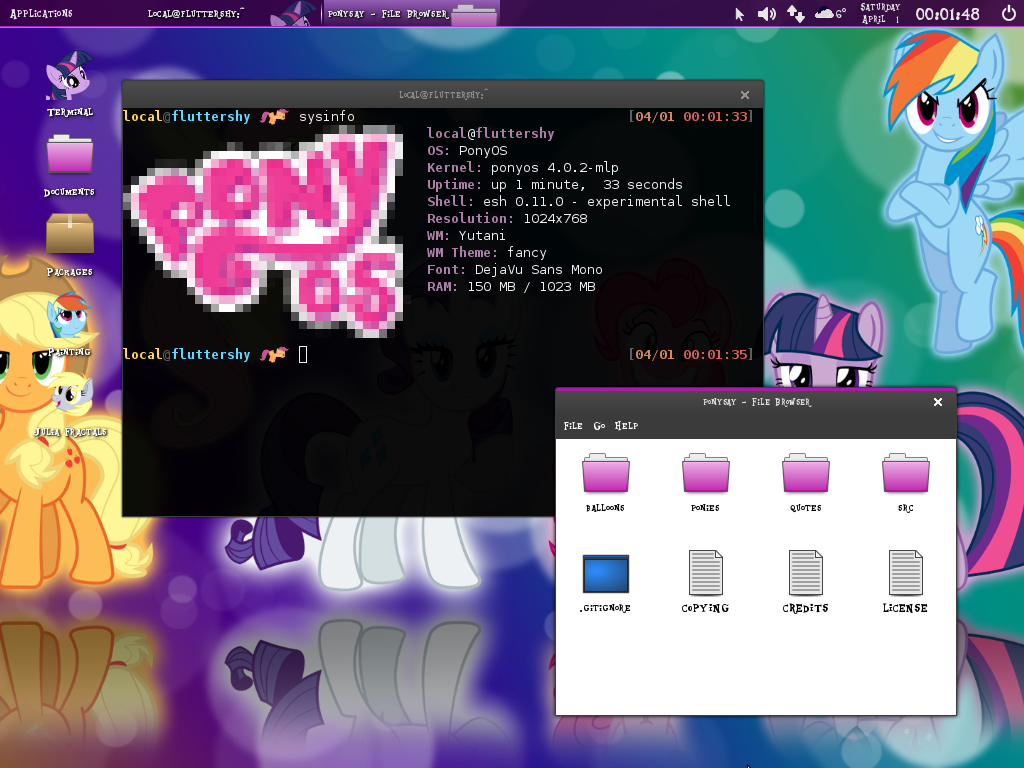 Applications
local@fluttershy:~
ponysay - File Browser
6°
Saturday
April 1
00:01:48
Terminal
Documents
Packages
Painting
Julia Fractals
local@fluttershy:~
local@fluttershy sysinfo [04/01 00:01:33]
PONY OS
local@fluttershy
OS: PonyOS
Kernel: ponyos 4.0.2-mlp
Uptime: up 1 minute,  33 seconds
Shell: esh 0.11.0 - experimental shell
Resolution: 1024x768
WM: Yutani
WM Theme: fancy
Font: DejaVu Sans Mono
RAM: 150 MB / 1023 MB
local@fluttershy [04/01 00:01:35]
ponysay - File Browser
File Go Help
balloons ponies quotes src
.gitignore COPYING CREDITS LICENSE